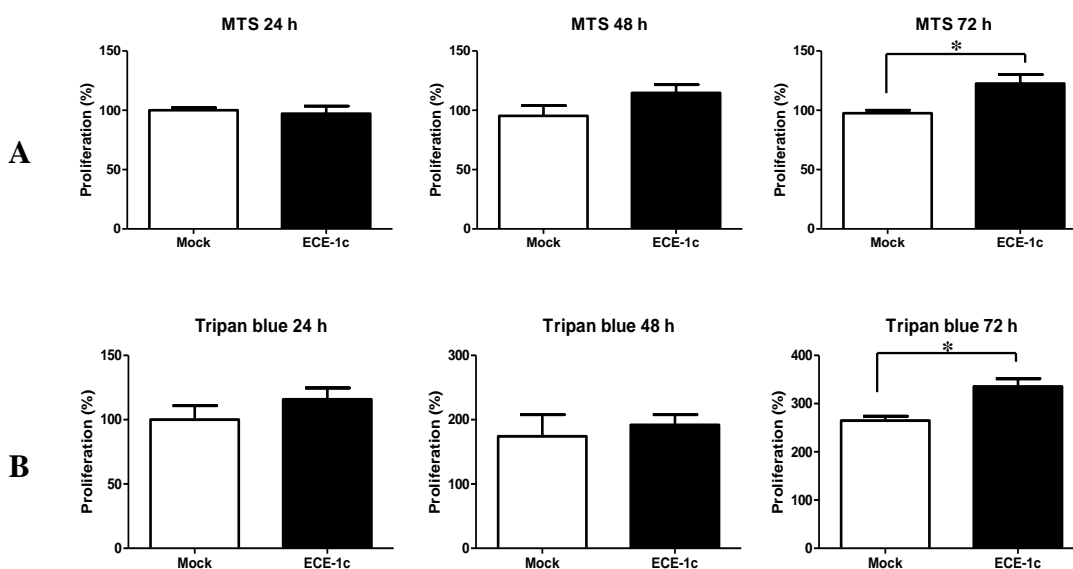 A
MTS 24 h
Proliferation (%)
150
100
50
0
Mock ECE-1c
MTS 48 h
Proliferation (%)
150
100
50
0
Mock ECE-1c
MTS 72 h
*
Proliferation (%)
150
100
50
0
Mock ECE-1c
B
Tripan blue 24 h
Proliferation (%)
150
100
50
0
Mock ECE-1c
Tripan blue 48 h
Proliferation (%)
300
200
100
0
Mock ECE-1c
Tripan blue 72 h
*
Proliferation (%)
400
300
200
100
0
Mock ECE-1c